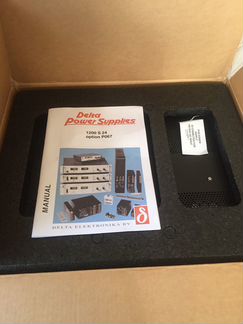 Delta
Power Supplies
1200 S 24
option P067
MANUAL
DELTA ELEKTRONIKA BV